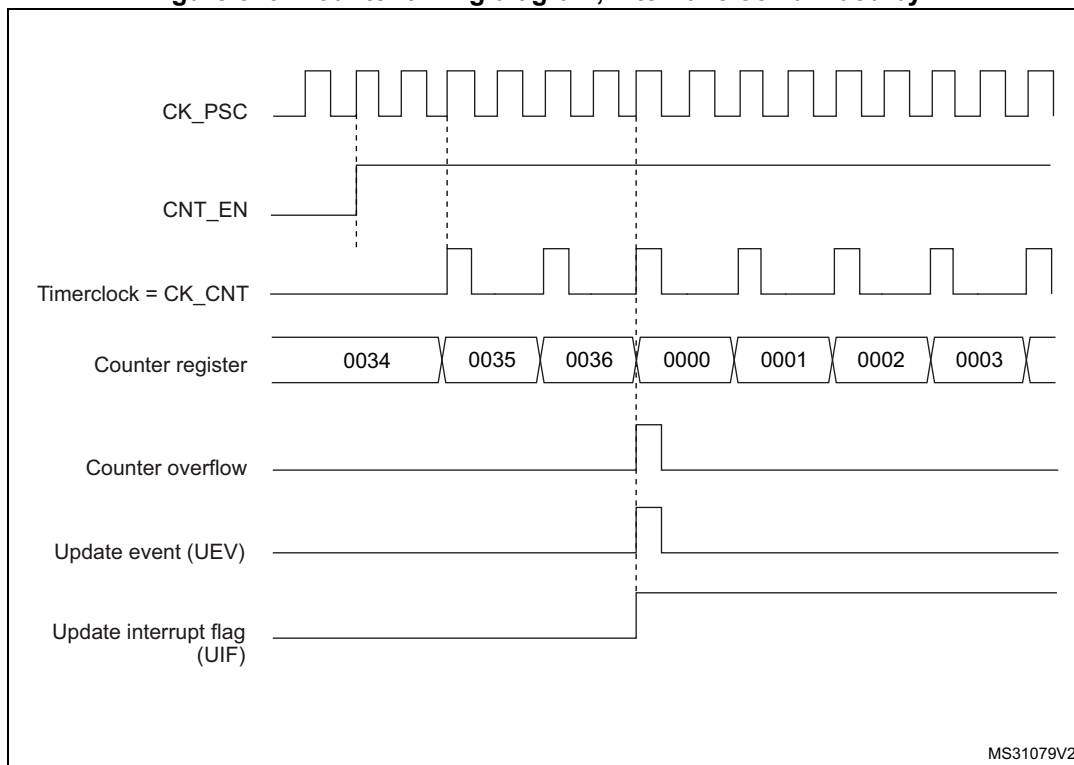 CK_PSC
CNT_EN
Timerclock = CK_CNT
Counter register 0034 0035 0036 0000 0001 0002 0003
Counter overflow
Update event (UEV)
Update interrupt flag
(UIF)
MS31079V2